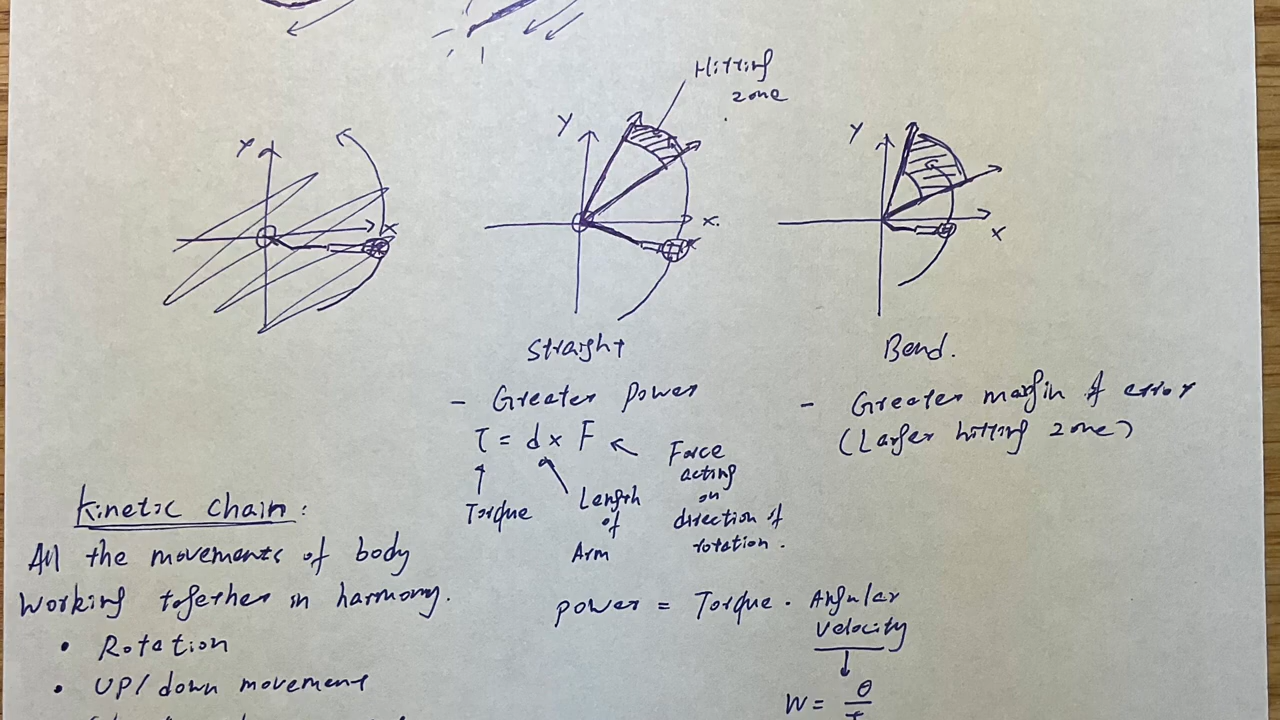 Hitting
zone
Y
X
Y
X.
Y
X
Straight
- Greater Power
τ = d x F
Torque
Length
of
Arm
Force
acting
on
direction of
rotation.
Bend.
- Greater margin of error
(Larger hitting zone)
Kinetic chain:
All the movements of body
working together in harmony.
• Rotation
• UP/down movement
power = Torque · Angular
velocity
W = θ